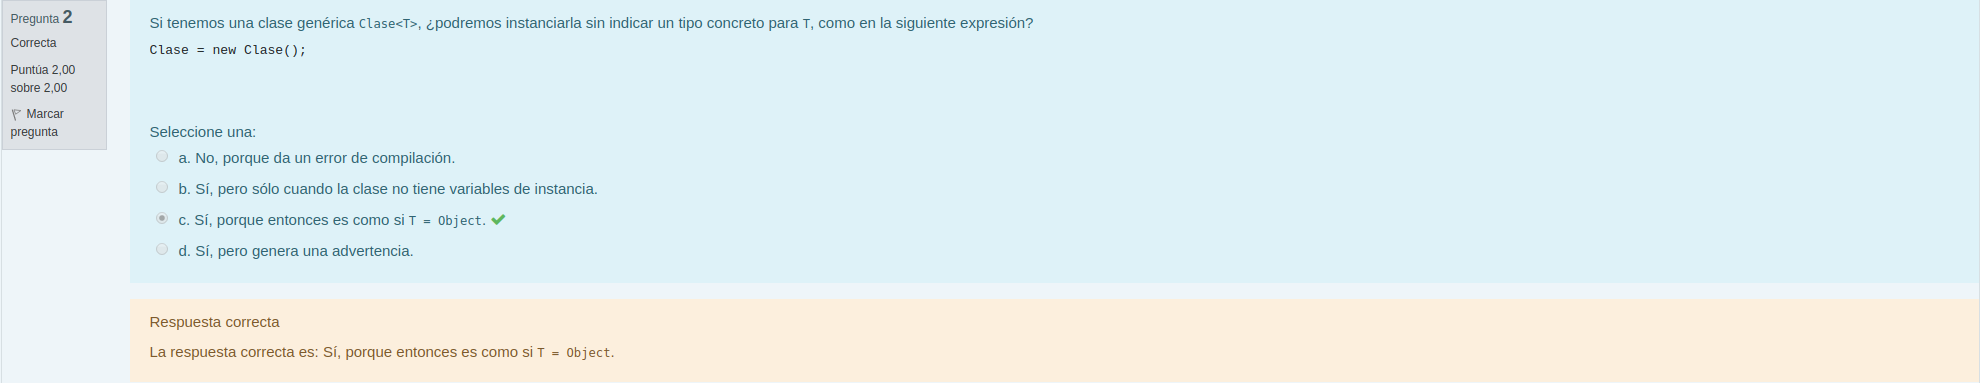 Pregunta 2
Correcta
Puntúa 2,00
sobre 2,00
Marcar
pregunta
Si tenemos una clase genérica Clase<T>, ¿podremos instanciarla sin indicar un tipo concreto para T, como en la siguiente expresión?
Clase = new Clase();
Seleccione una:
a. No, porque da un error de compilación.
b. Sí, pero sólo cuando la clase no tiene variables de instancia.
c. Sí, porque entonces es como si T = Object.
d. Sí, pero genera una advertencia.
Respuesta correcta
La respuesta correcta es: Sí, porque entonces es como si T = Object.